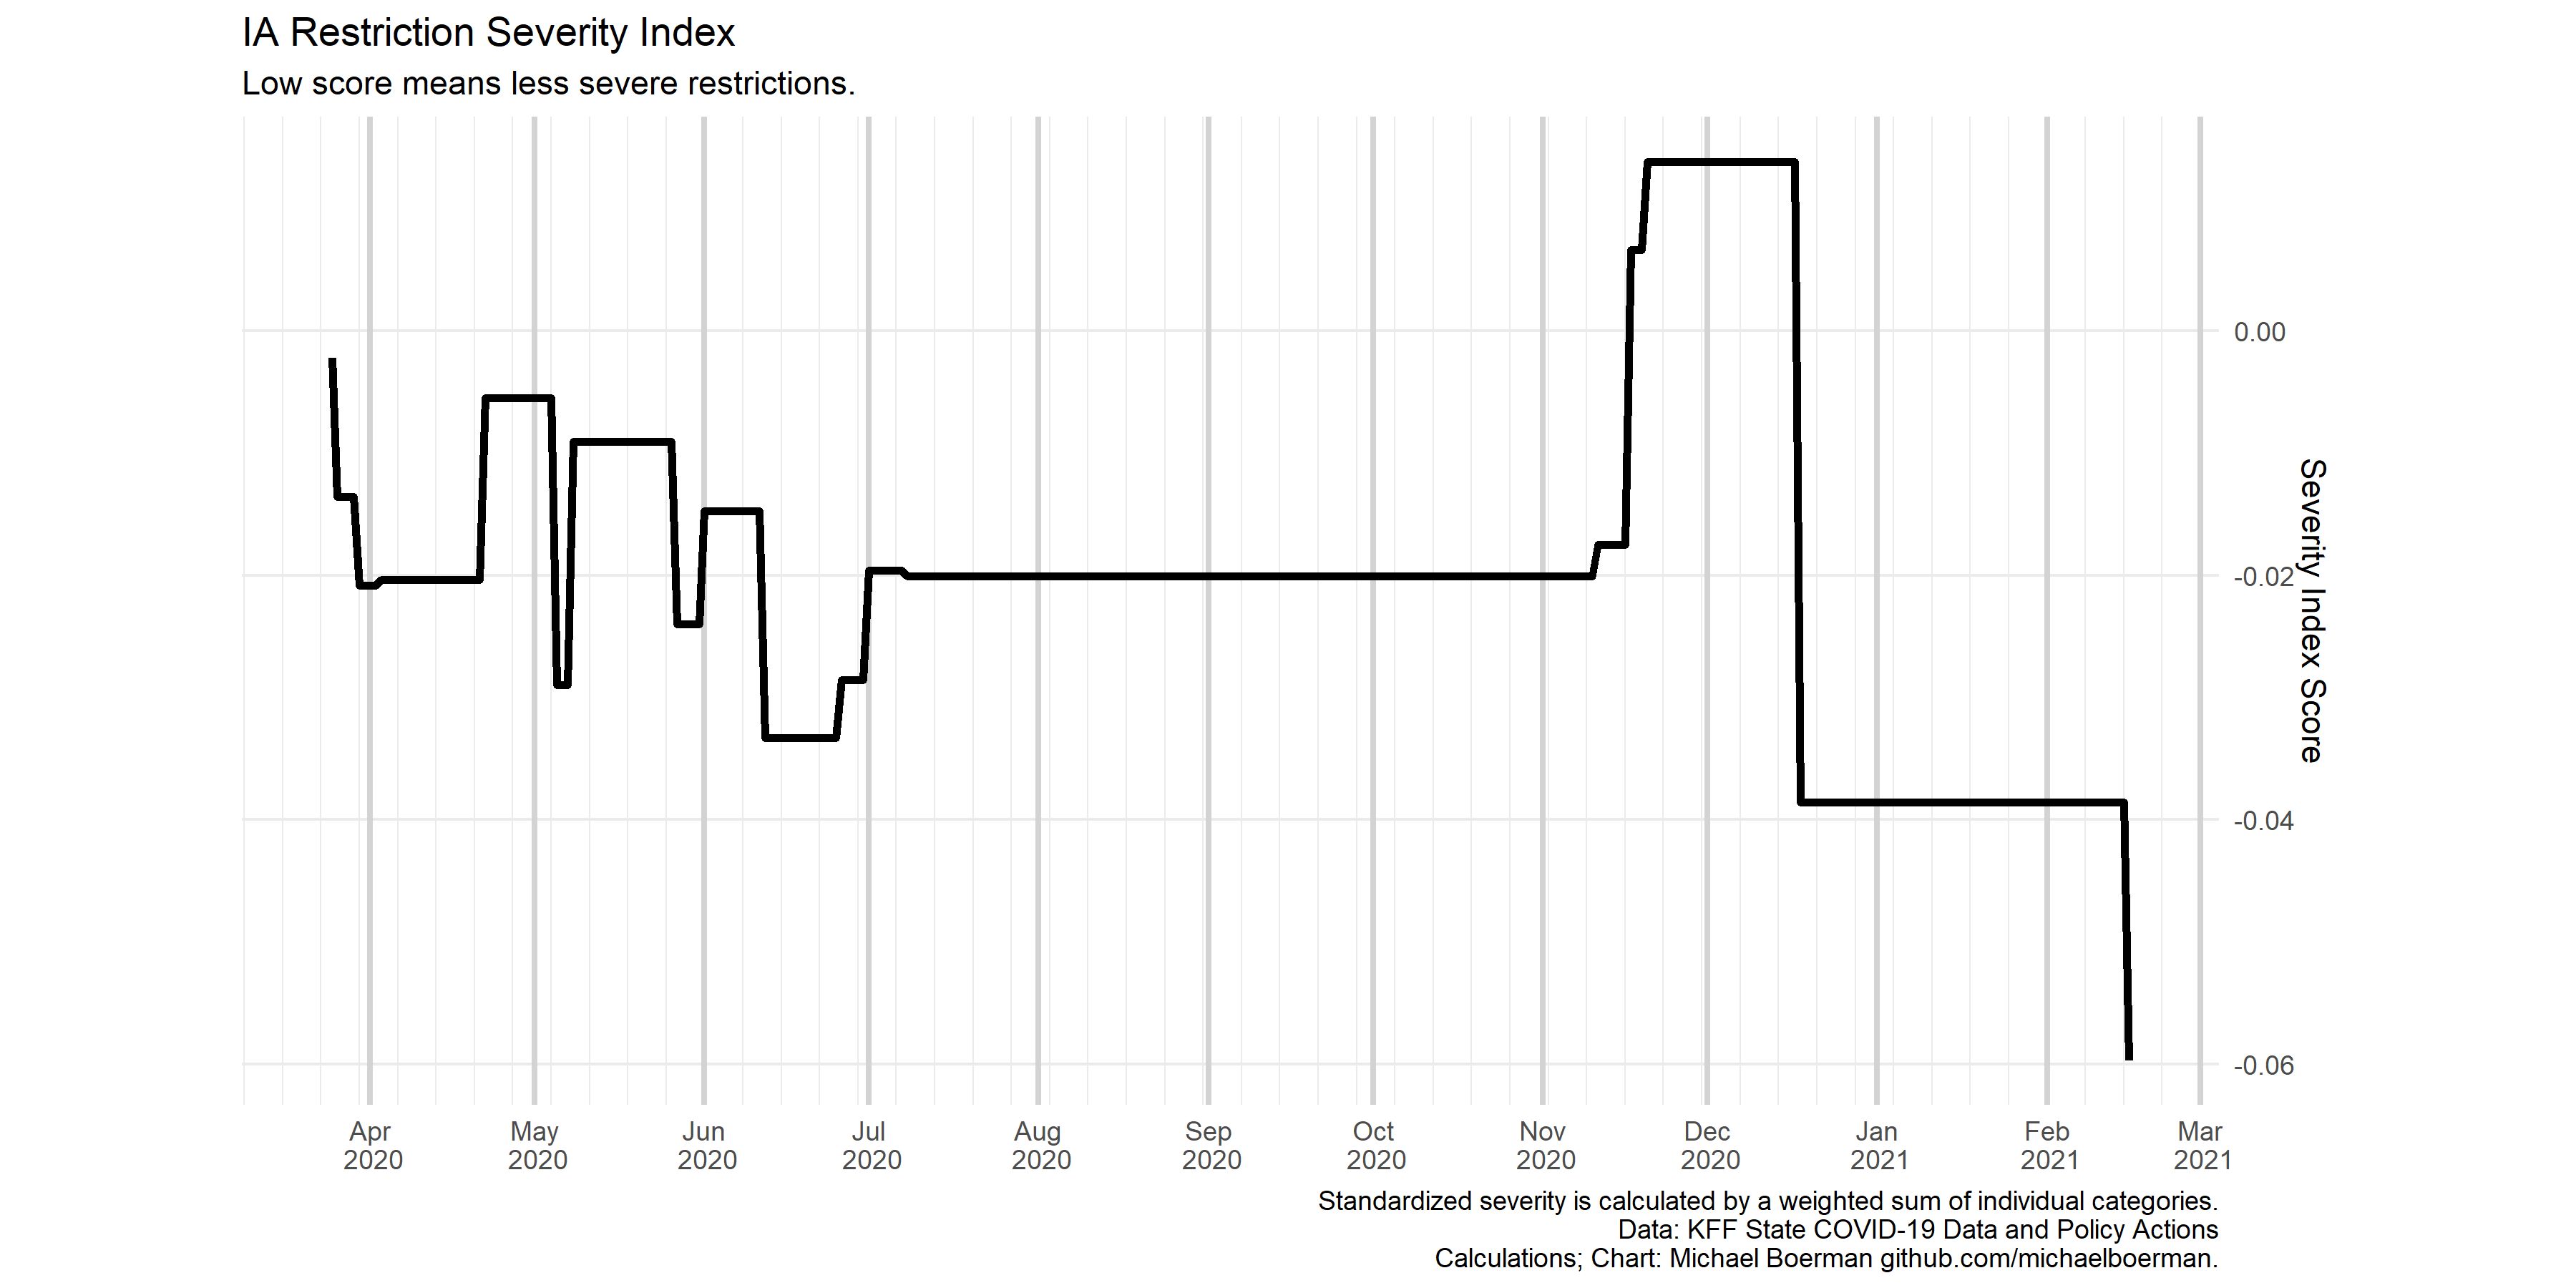 IA Restriction Severity Index
Low score means less severe restrictions.
0.00
-0.02
-0.04
-0.06
Severity Index Score
Apr 2020
May 2020
Jun 2020
Jul 2020
Aug 2020
Sep 2020
Oct 2020
Nov 2020
Dec 2020
Jan 2021
Feb 2021
Mar 2021
Standardized severity is calculated by a weighted sum of individual categories.
Data: KFF State COVID-19 Data and Policy Actions
Calculations; Chart: Michael Boerman github.com/michaelboerman.